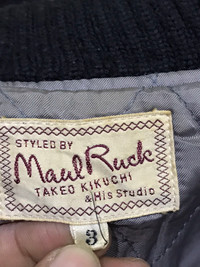 STYLED BY
Maul Ruck
TAKEO KIKUCHI
& His Studio
3